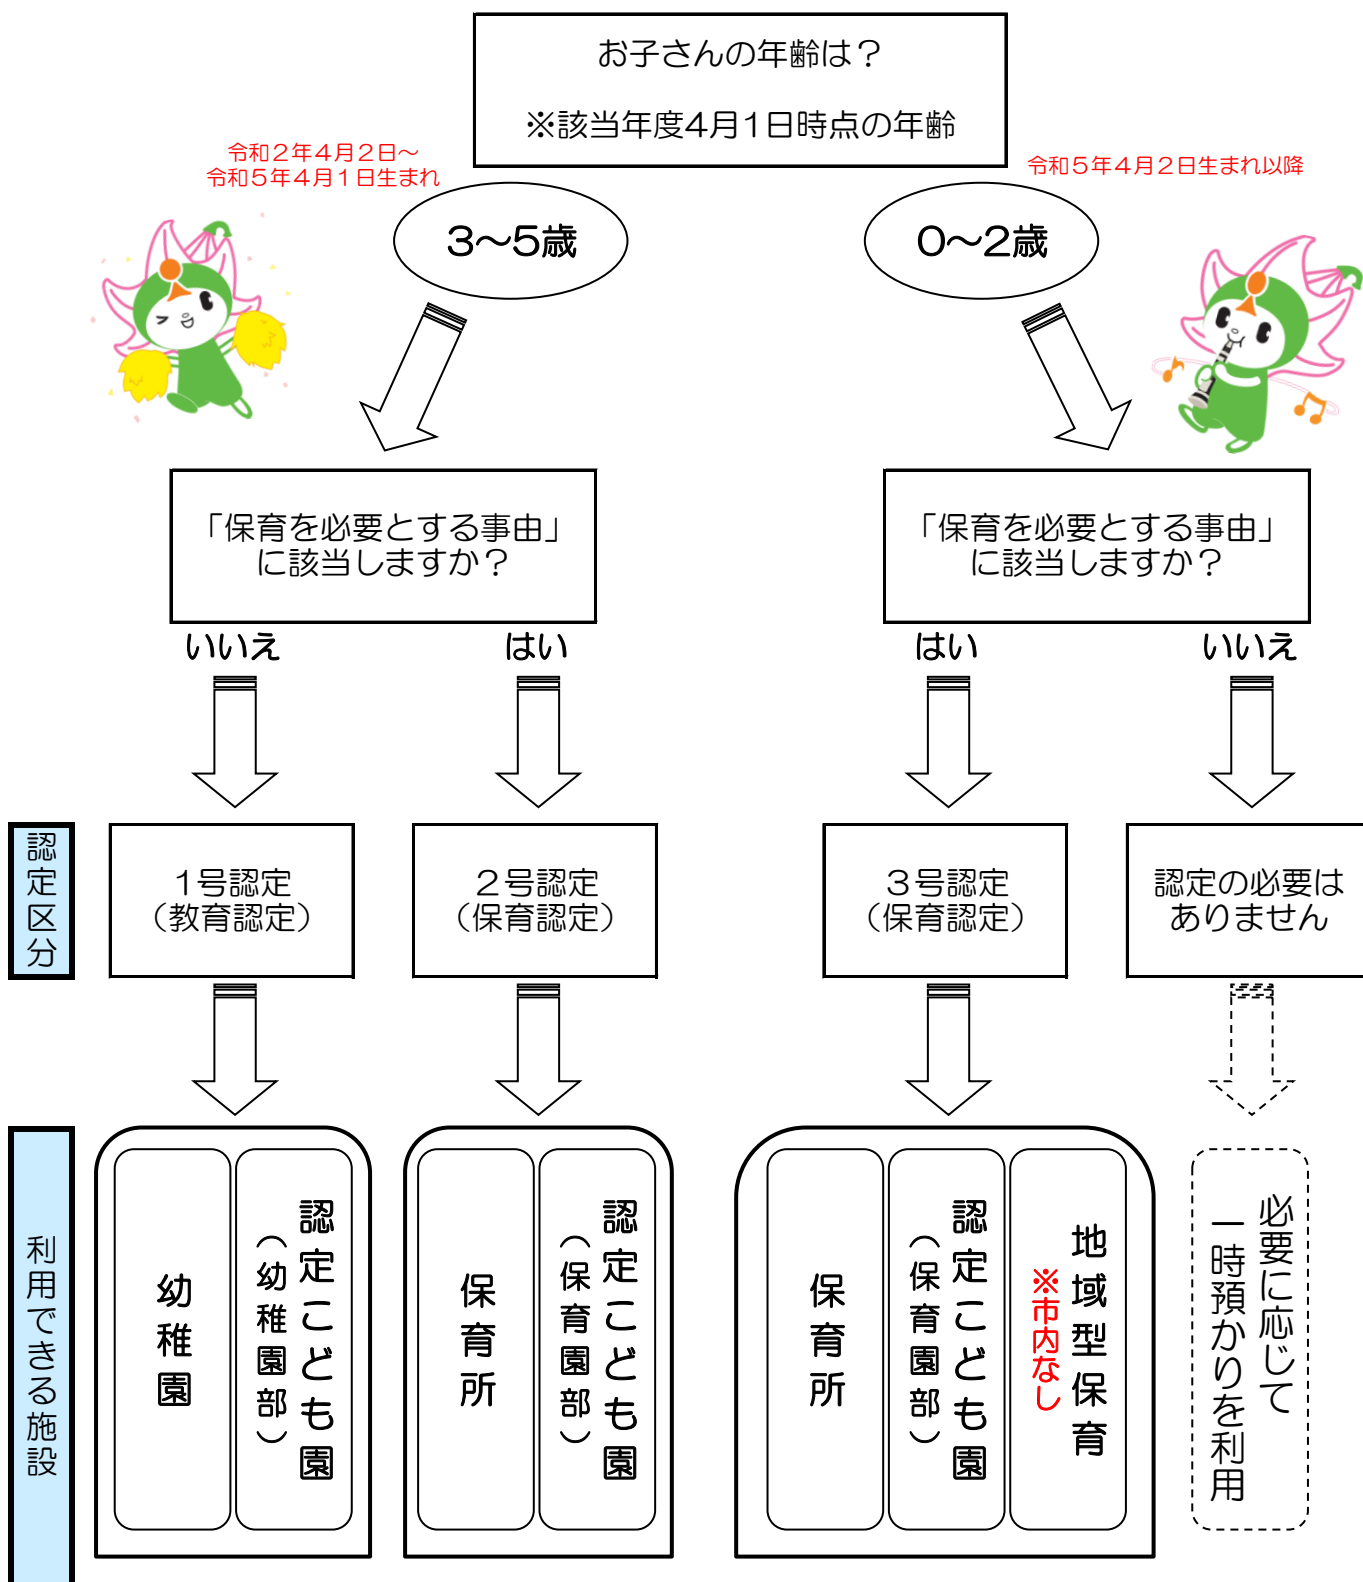 お子さんの年齢は？
※該当年度4月1日時点の年齢
令和２年４月２日～
令和５年４月１日生まれ
令和５年４月２日生まれ以降
3～5歳
0～2歳
「保育を必要とする事由」
に該当しますか？
「保育を必要とする事由」
に該当しますか？
いいえ
はい
はい
いいえ
認定区分
１号認定
（教育認定）
２号認定
（保育認定）
３号認定
（保育認定）
認定の必要は
ありません
利用できる施設
幼稚園
認定こども園
（幼稚園部）
保育所
認定こども園
（保育園部）
保育所
認定こども園
（保育園部）
地域型保育
※市内なし
必要に応じて
一時預かりを利用